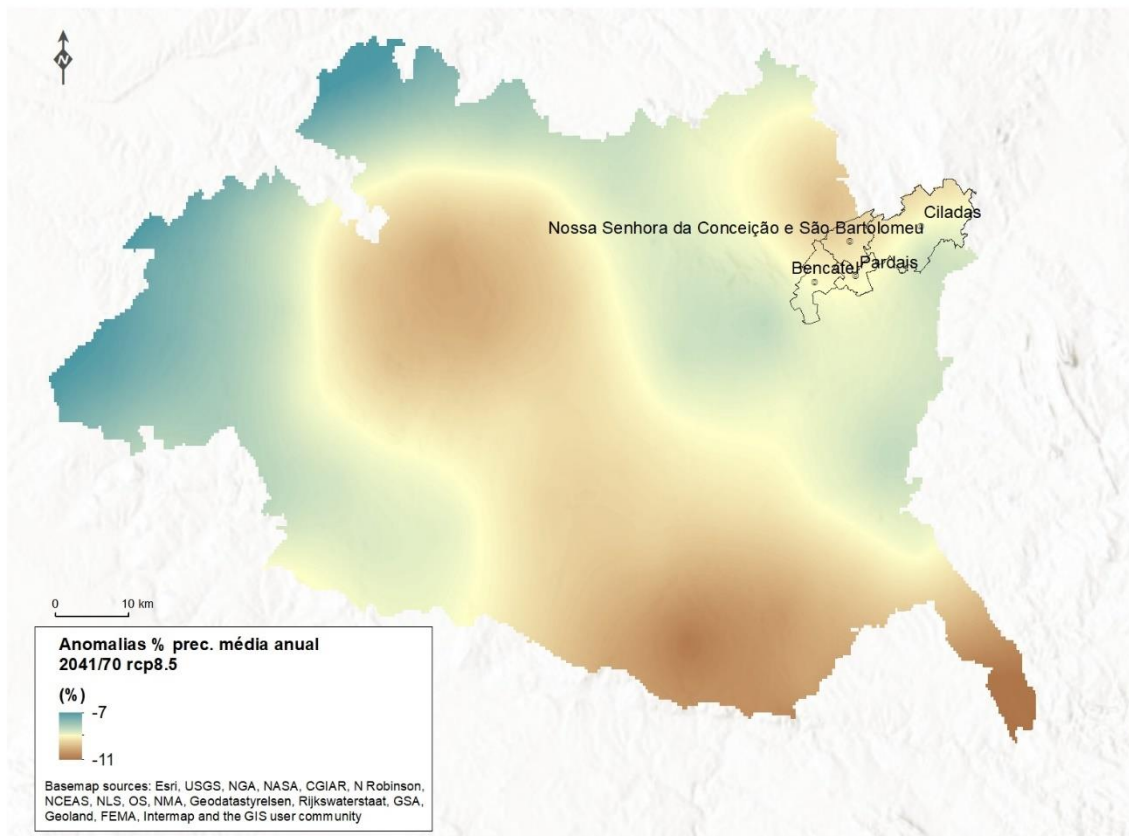 N
Ciladas
Nossa Senhora da Conceição e São Bartolomeu
Bencatel
Pardais
0 10 km
Anomalias % prec. média anual
2041/70 rcp8.5
(%)
-7
-11
Basemap sources: Esri, USGS, NGA, NASA, CGIAR, N Robinson,
NCEAS, NLS, OS, NMA, Geodatastyrelsen, Rijkswaterstaat, GSA,
Geoland, FEMA, Intermap and the GIS user community